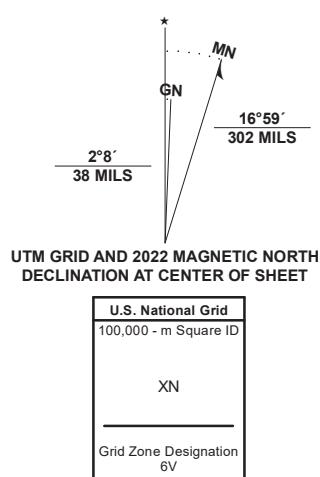 ★
MN
GN
16°59´
302 MILS
2°8´
38 MILS
UTM GRID AND 2022 MAGNETIC NORTH
DECLINATION AT CENTER OF SHEET
U.S. National Grid
100,000 - m Square ID
XN
Grid Zone Designation
6V